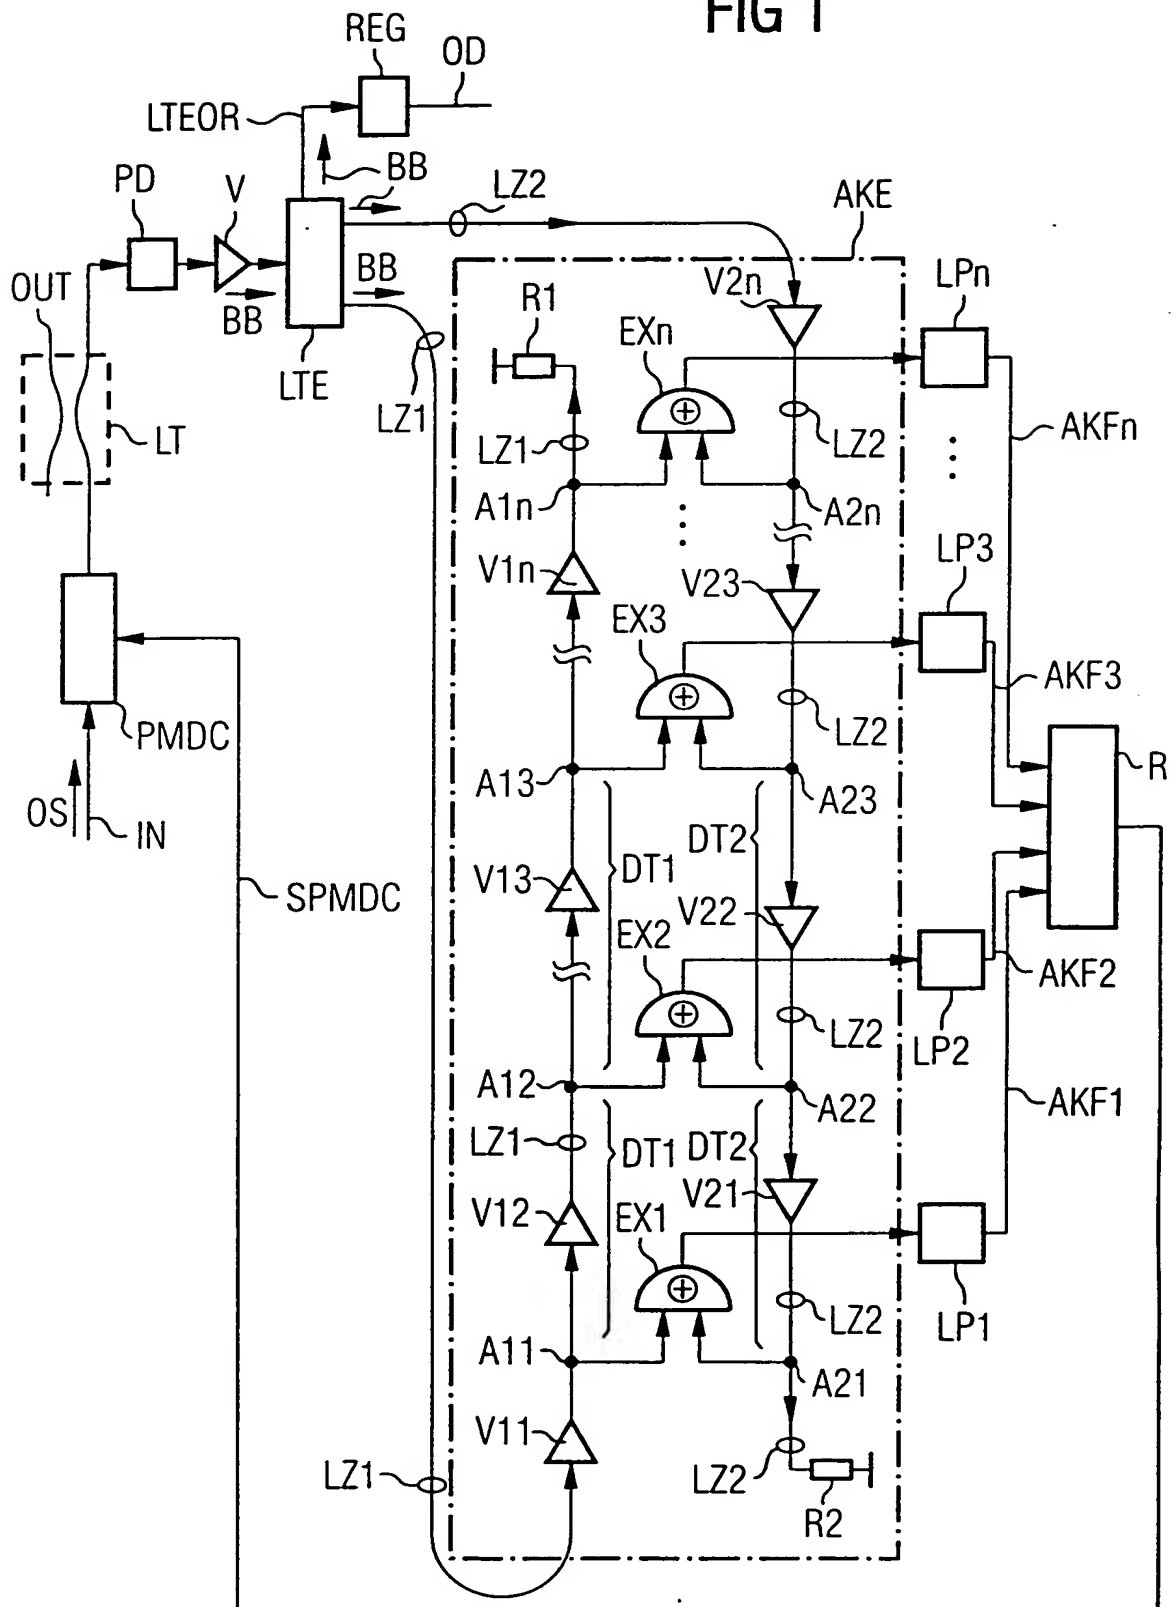 FIG 1
REG
OD
LTEOR
BB
PD
V
LZ2
AKE
OUT
BB
BB
V2n
LPn
R1
EXn
LTE
LZ1
LT
LZ1
LZ2
AKFn
A1n
A2n
V1n
V23
LP3
EX3
AKF3
PMDC
LZ2
R
A13
A23
OS
IN
DT2
V13
DT1
SPMDC
V22
EX2
AKF2
LZ2
LP2
A12
A22
AKF1
LZ1
DT1
DT2
V21
V12
EX1
LZ2
LP1
A11
A21
V11
LZ1
LZ2
R2